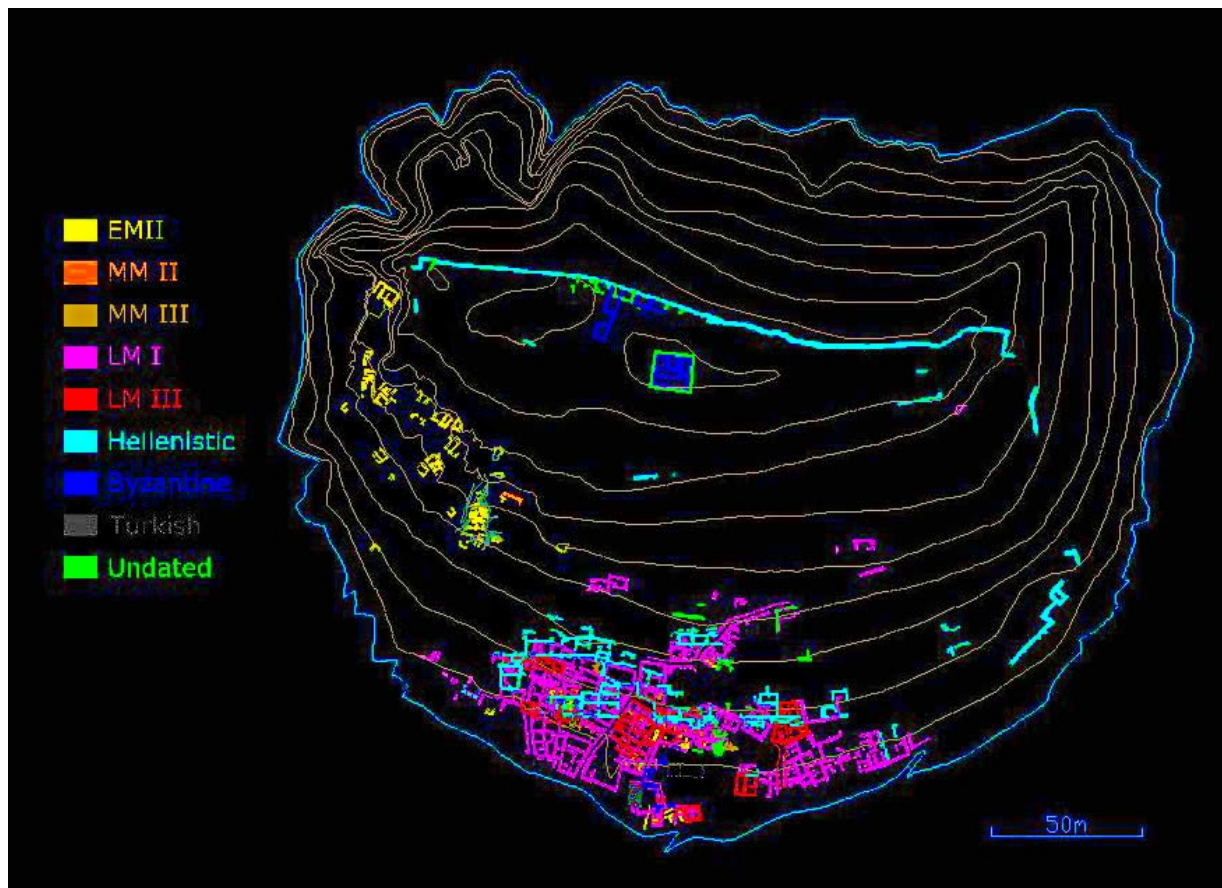 EMII
MM II
MM III
LM I
LM III
Hellenistic
Byzantine
Turkish
Undated
50m